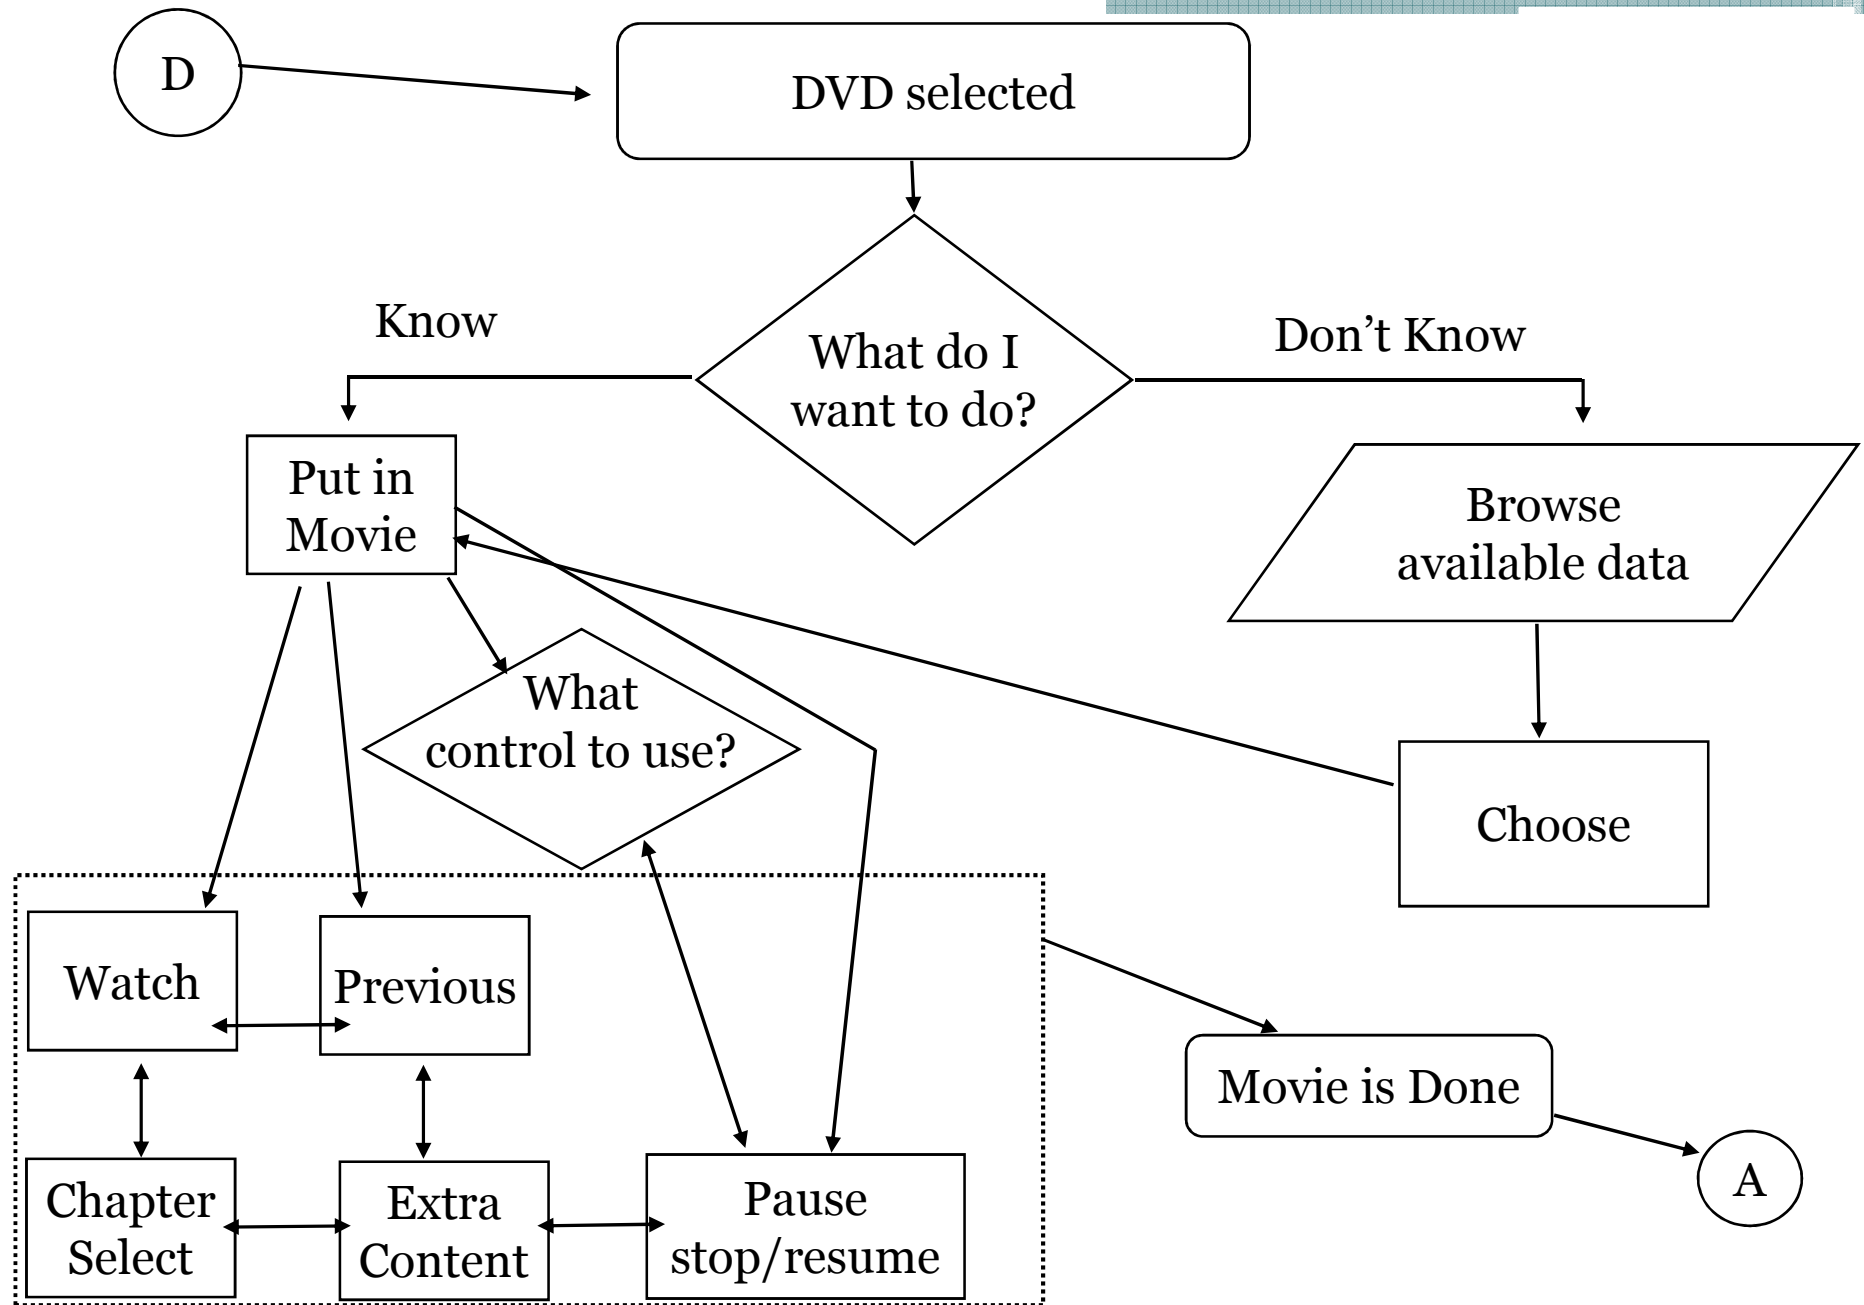 D
DVD selected
Know
Don't Know
What do I
want to do?
Put in
Movie
Browse
available data
What
control to use?
Choose
Watch
Previous
Movie is Done
A
Chapter
Select
Extra
Content
Pause
stop/resume